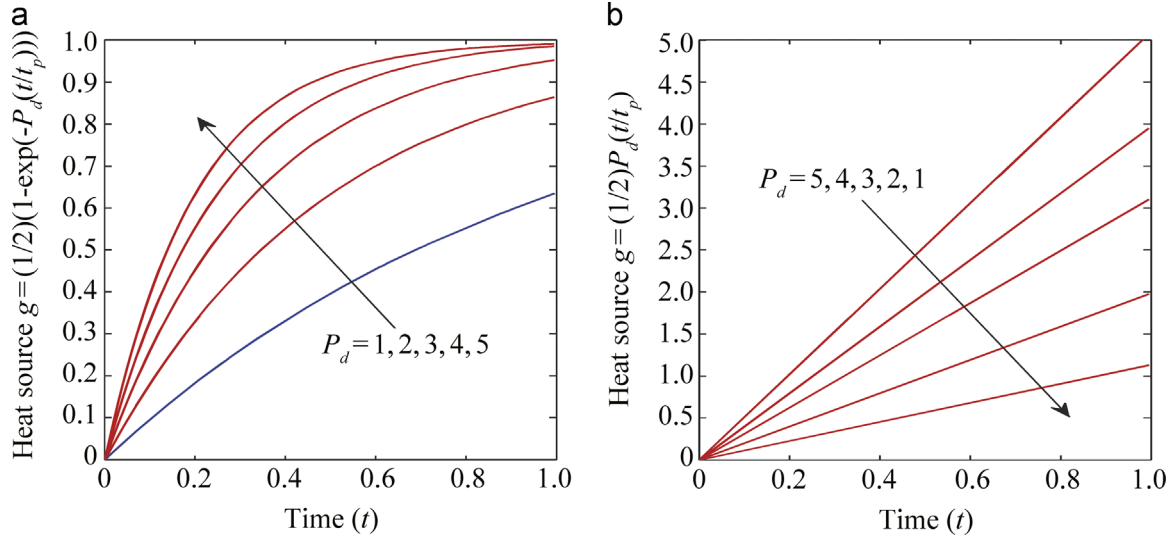 a
Heat source g = (1/2)(1-exp(-P_d(t/t_p))))
1.0
0.9
0.8
0.7
0.6
0.5
0.4
0.3
0.2
0.1
0
P_d = 1, 2, 3, 4, 5
0 0.2 0.4 0.6 0.8 1.0
Time (t)
b
Heat source g = (1/2)P_d(t/t_p)
5.0
4.5
4.0
3.5
3.0
2.5
2.0
1.5
1.0
0.5
0
P_d = 5, 4, 3, 2, 1
0 0.2 0.4 0.6 0.8 1.0
Time (t)